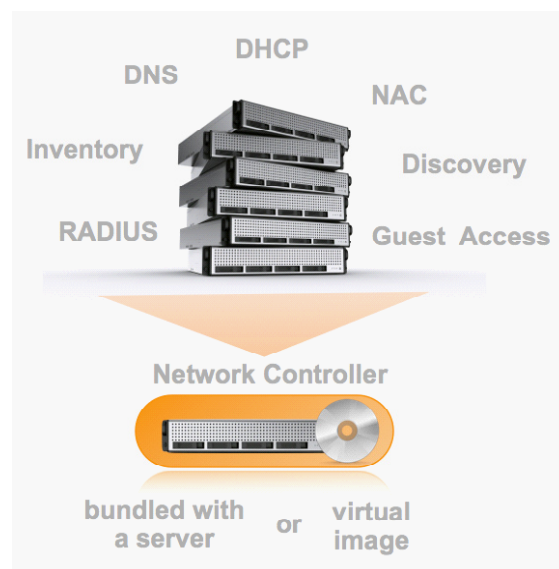 DHCP
DNS
NAC
Inventory
Discovery
RADIUS
Guest Access
Network Controller
bundled with
a server
or
virtual
image